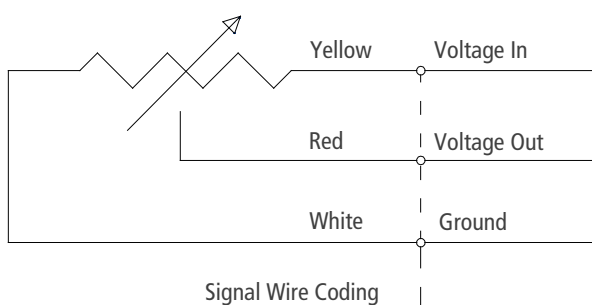 Yellow Voltage In
Red Voltage Out
White Ground
Signal Wire Coding